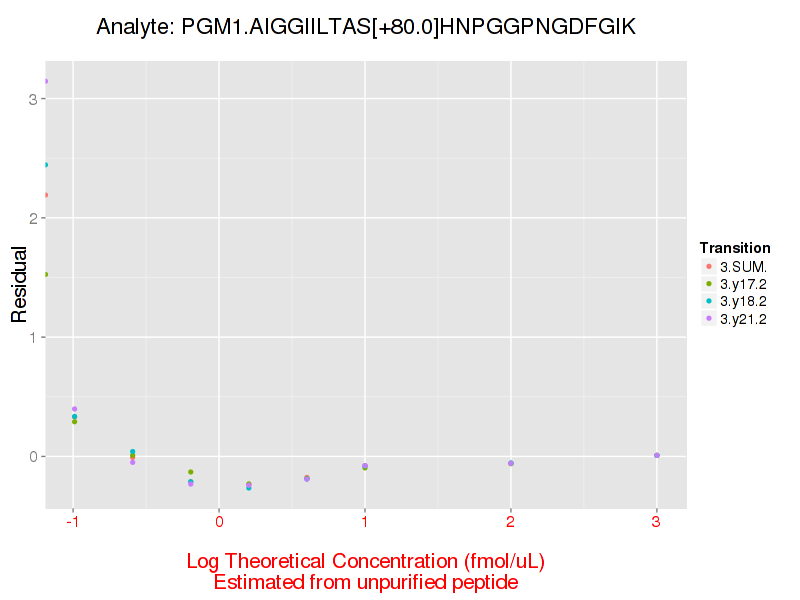 Analyte: PGM1.AIGGIILTAS[+80.0]HNPGGPNGDFGIK
Residual
3
2
1
0
-1
0
1
2
3
Log Theoretical Concentration (fmol/uL)
Estimated from unpurified peptide
Transition
3.SUM.
3.y17.2
3.y18.2
3.y21.2